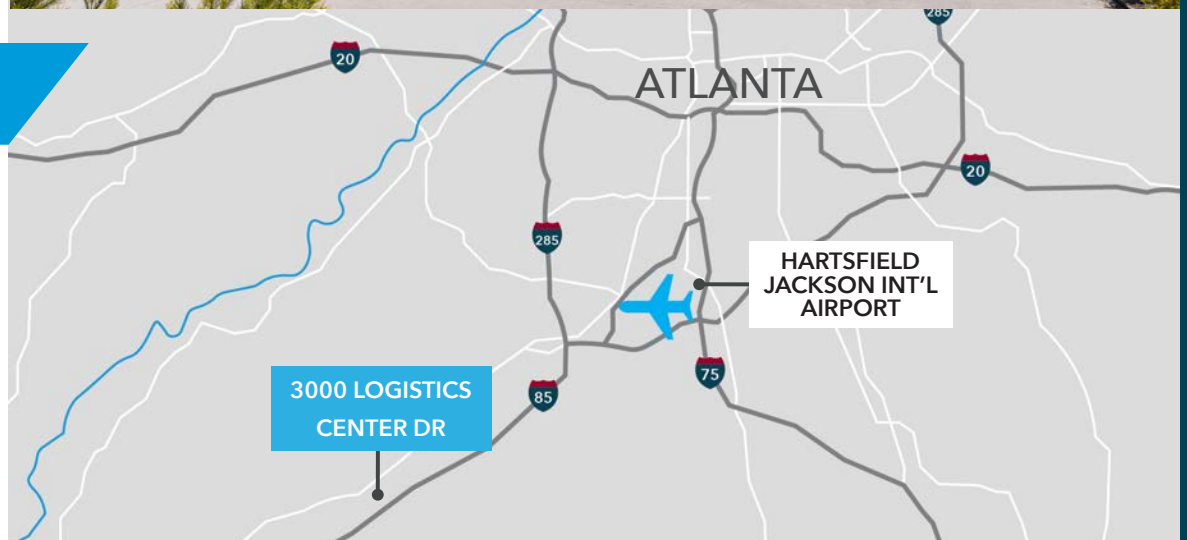 285
20
ATLANTA
20
285
HARTSFIELD
JACKSON INT'L
AIRPORT
75
3000 LOGISTICS
CENTER DR
85